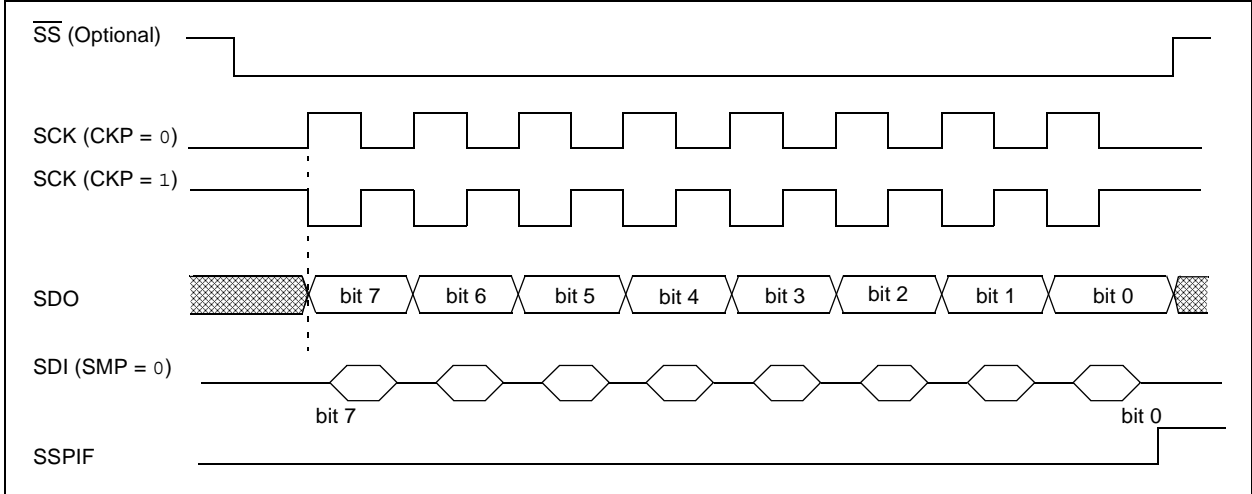 SS (Optional)
SCK (CKP = 0)
SCK (CKP = 1)
SDO
bit 7 bit 6 bit 5 bit 4 bit 3 bit 2 bit 1 bit 0
SDI (SMP = 0)
bit 7 bit 0
SSPIF